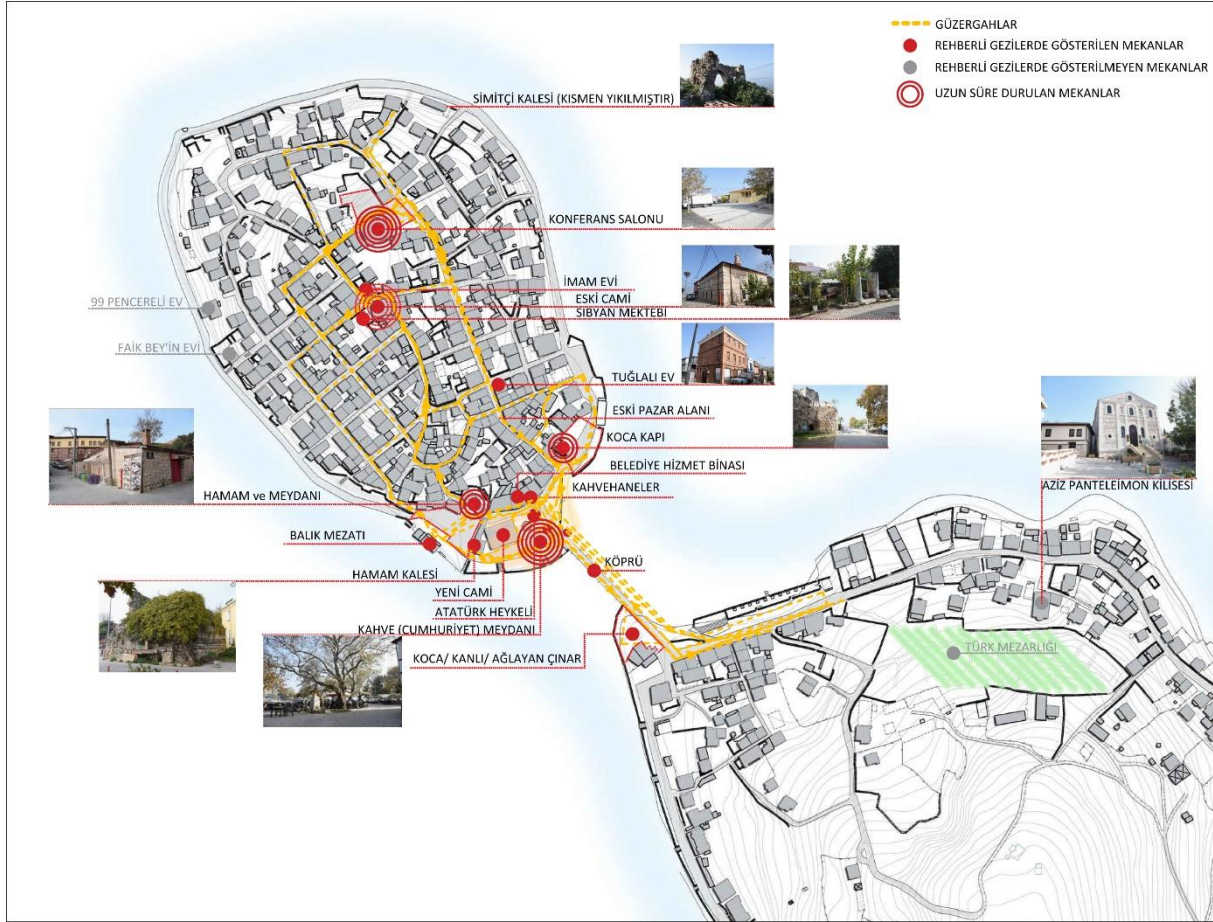 GÜZERGAHLAR
REHBERLİ GEZİLERDE GÖSTERİLEN MEKANLAR
REHBERLİ GEZİLERDE GÖSTERİLMEYEN MEKANLAR
UZUN SÜRE DURULAN MEKANLAR
SİMİTÇİ KALESİ (KISMEN YIKILMIŞTIR)
KONFERANS SALONU
İMAM EVİ
ESKİ CAMİ
SIBYAN MEKTEBİ
99 PENCERELİ EV
FAİK BEY'İN EVİ
TUĞLALI EV
ESKİ PAZAR ALANI
KOCA KAPI
BELEDİYE HİZMET BİNASI
KAHVEHANELER
AZİZ PANTELEIMON KİLİSESİ
HAMAM ve MEYDANI
BALIK MEZATI
KÖPRÜ
HAMAM KALESİ
YENİ CAMİ
ATATÜRK HEYKELİ
KAHVE (CUMHURİYET) MEYDANI
KOCA/ KANLI/ AĞLAYAN ÇINAR
TÜRK MEZARLIĞI